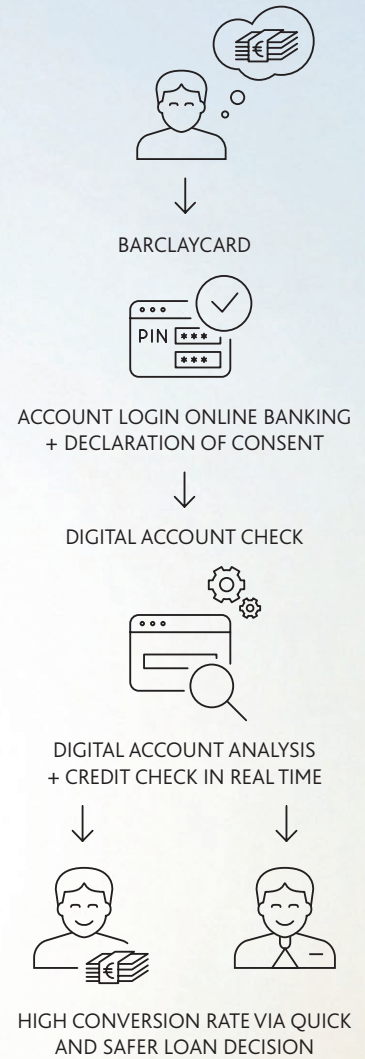 €
BARCLAYCARD
PIN ***
***
ACCOUNT LOGIN ONLINE BANKING
+ DECLARATION OF CONSENT
DIGITAL ACCOUNT CHECK
DIGITAL ACCOUNT ANALYSIS
+ CREDIT CHECK IN REAL TIME
€
HIGH CONVERSION RATE VIA QUICK
AND SAFER LOAN DECISION